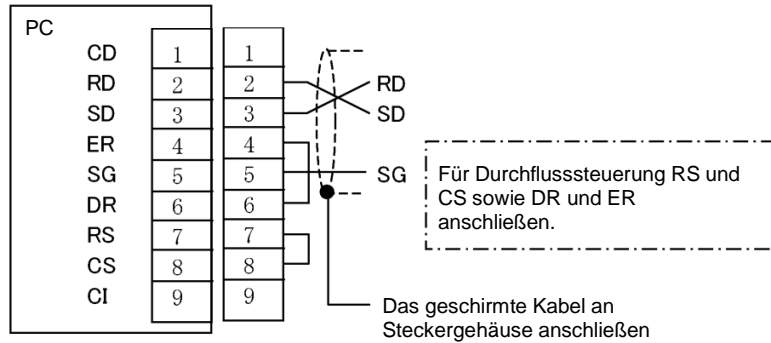 PC
CD 1 1
RD 2 2 RD
SD 3 3 SD
ER 4 4
SG 5 5 SG
DR 6 6
RS 7 7
CS 8 8
CI 9 9
Für Durchflusssteuerung RS und
CS sowie DR und ER
anschließen.
Das geschirmte Kabel an
Steckergehäuse anschließen